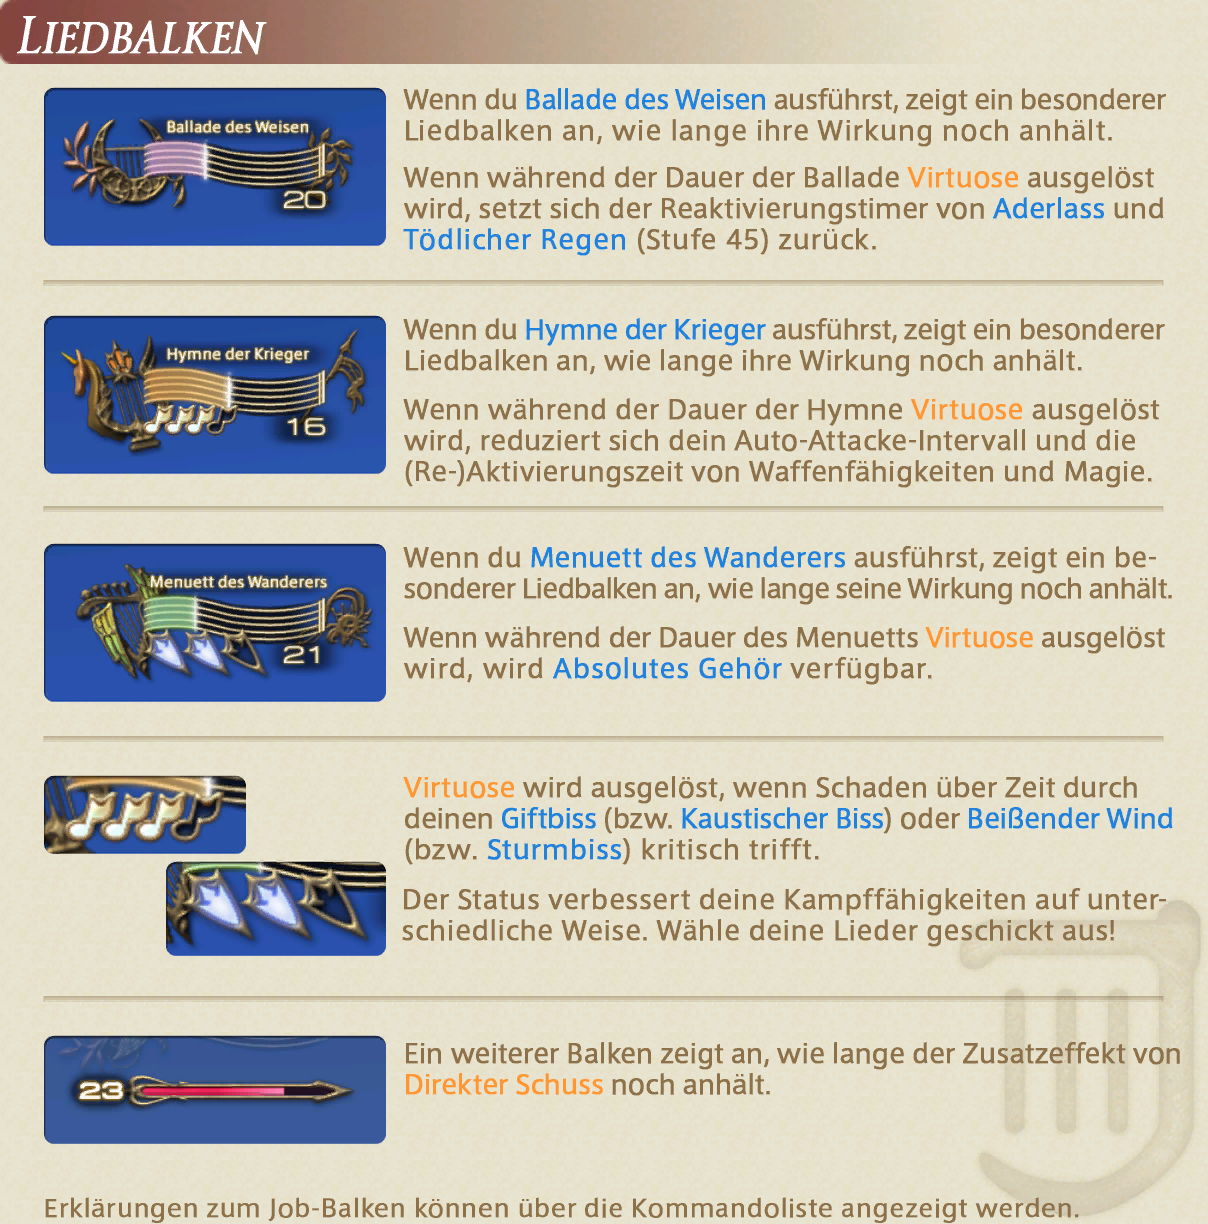 LIEDBALKEN
Ballade des Weisen
20
Wenn du Ballade des Weisen ausführst, zeigt ein besonderer
Liedbalken an, wie lange ihre Wirkung noch anhält.
Wenn während der Dauer der Ballade Virtuose ausgelöst
wird, setzt sich der Reaktivierungstimer von Aderlass und
Tödlicher Regen (Stufe 45) zurück.
Hymne der Krieger
16
Wenn du Hymne der Krieger ausführst, zeigt ein besonderer
Liedbalken an, wie lange ihre Wirkung noch anhält.
Wenn während der Dauer der Hymne Virtuose ausgelöst
wird, reduziert sich dein Auto-Attacke-Intervall und die
(Re-)Aktivierungszeit von Waffenfähigkeiten und Magie.
Menuett des Wanderers
21
Wenn du Menuett des Wanderers ausführst, zeigt ein be-
sonderer Liedbalken an, wie lange seine Wirkung noch anhält.
Wenn während der Dauer des Menuetts Virtuose ausgelöst
wird, wird Absolutes Gehör verfügbar.
Virtuose wird ausgelöst, wenn Schaden über Zeit durch
deinen Giftbiss (bzw. Kaustischer Biss) oder Beißender Wind
(bzw. Sturmbiss) kritisch trifft.
Der Status verbessert deine Kampffähigkeiten auf unter-
schiedliche Weise. Wähle deine Lieder geschickt aus!
23
Ein weiterer Balken zeigt an, wie lange der Zusatzeffekt von
Direkter Schuss noch anhält.
Erklärungen zum Job-Balken können über die Kommandoliste angezeigt werden.